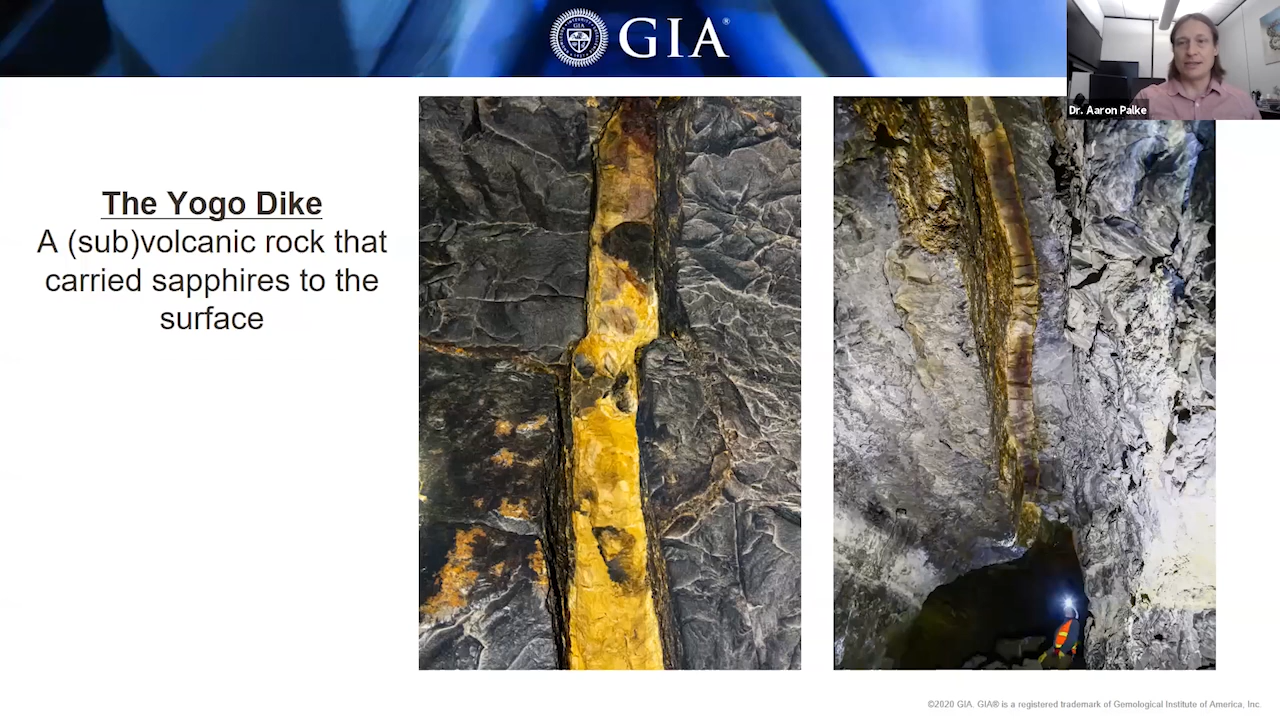 GIA®
Dr. Aaron Palke
The Yogo Dike
A (sub)volcanic rock that
carried sapphires to the
surface
©2020 GIA. GIA® is a registered trademark of Gemological Institute of America, Inc.